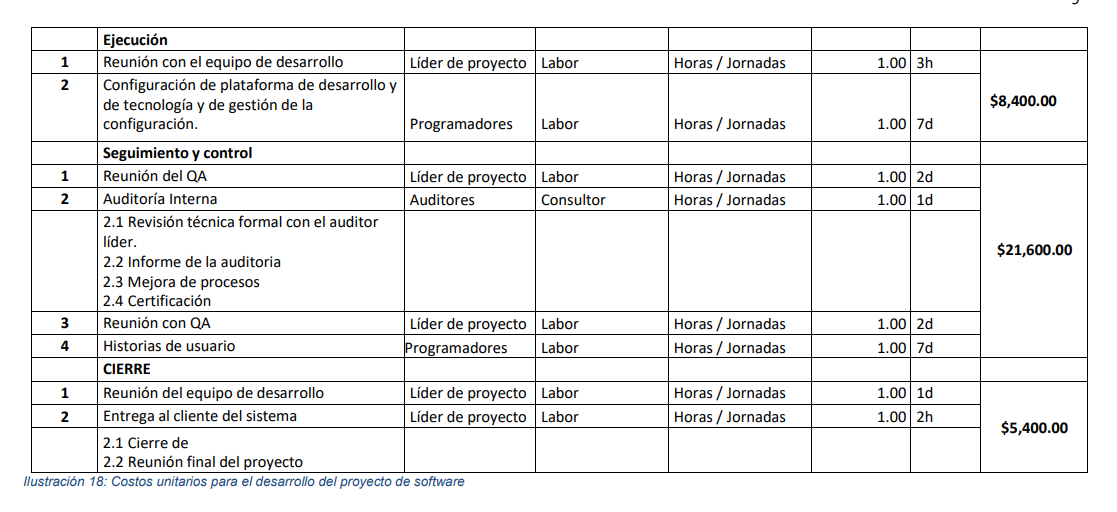 Ejecución
1 Reunión con el equipo de desarrollo Líder de proyecto Labor Horas / Jornadas 1.00 3h
2 Configuración de plataforma de desarrollo y
de tecnología y de gestión de la
configuración. Programadores Labor Horas / Jornadas 1.00 7d
$8,400.00
Seguimiento y control
1 Reunión del QA Líder de proyecto Labor Horas / Jornadas 1.00 2d
2 Auditoría Interna Auditores Consultor Horas / Jornadas 1.00 1d
2.1 Revisión técnica formal con el auditor
líder.
2.2 Informe de la auditoria
2.3 Mejora de procesos
2.4 Certificación
$21,600.00
3 Reunión con QA Líder de proyecto Labor Horas / Jornadas 1.00 2d
4 Historias de usuario Programadores Labor Horas / Jornadas 1.00 7d
CIERRE
1 Reunión del equipo de desarrollo Líder de proyecto Labor Horas / Jornadas 1.00 1d
2 Entrega al cliente del sistema Líder de proyecto Labor Horas / Jornadas 1.00 2h
$5,400.00
2.1 Cierre de
2.2 Reunión final del proyecto
Ilustración 18: Costos unitarios para el desarrollo del proyecto de software